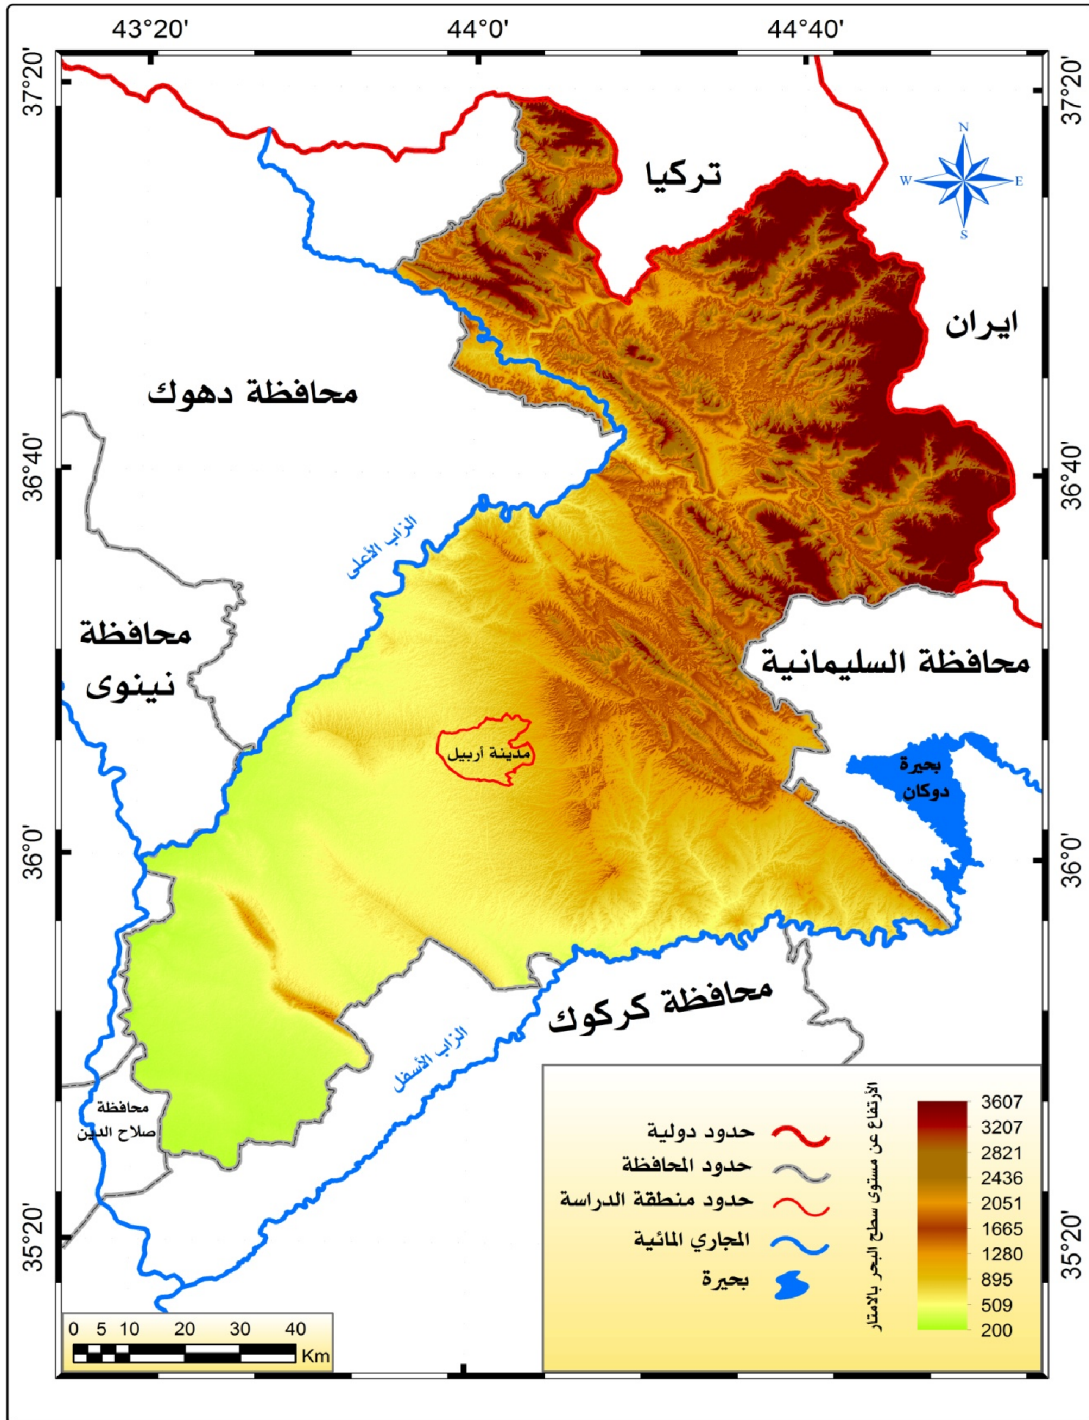 43°20' 44°0' 44°40'
37°20'
37°20'
36°40'
36°40'
36°0'
36°0'
35°20'
35°20'
N
W E
S
تركيا
ايران
محافظة دهوك
الزاب الأعلى
محافظة
نينوى
محافظة السليمانية
مدينة أربيل
بحيرة
دوكان
محافظة كركوك
الزاب الأسفل
محافظة
صلاح الدين
حدود دولية
حدود المحافظة
حدود منطقة الدراسة
المجاري المائية
بحيرة
الأرتفاع عن مستوى سطح البحر بالامتار
3607
3207
2821
2436
2051
1665
1280
895
509
200
0 5 10 20 30 40
Km